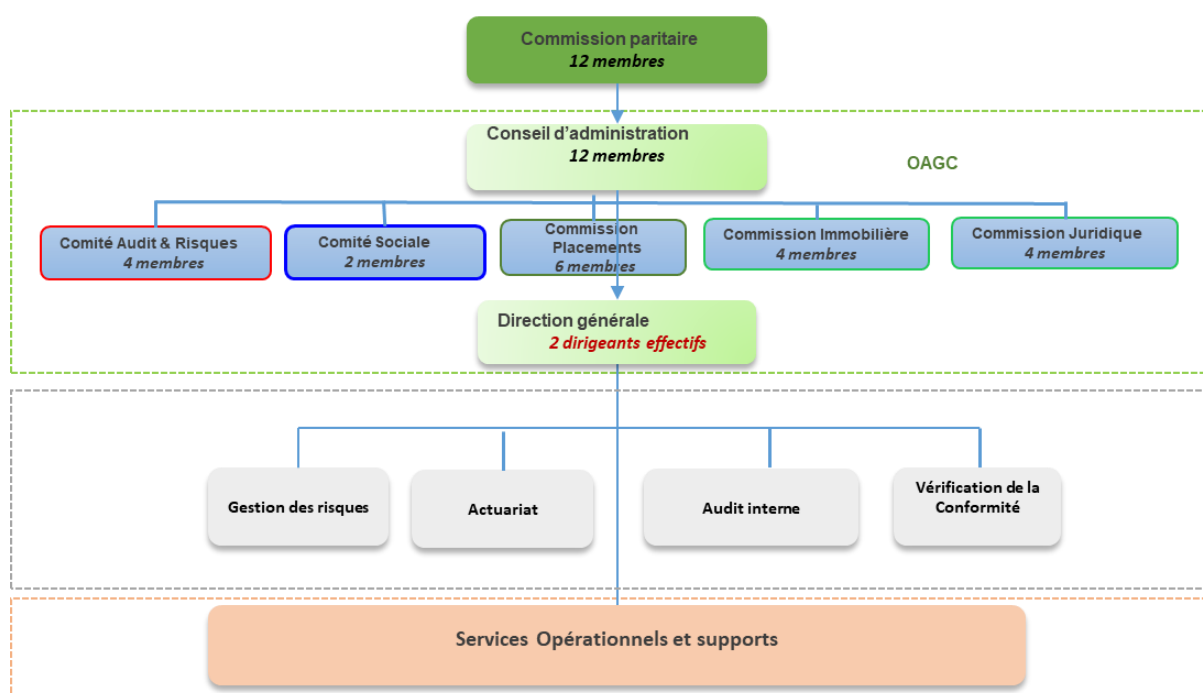 Commission paritaire
12 membres
Conseil d’administration
12 membres
OAGC
Comité Audit & Risques
4 membres
Comité Sociale
2 membres
Commission
Placements
6 membres
Commission Immobilière
4 membres
Commission Juridique
4 membres
Direction générale
2 dirigeants effectifs
Gestion des risques
Actuariat
Audit interne
Vérification de la
Conformité
Services Opérationnels et supports